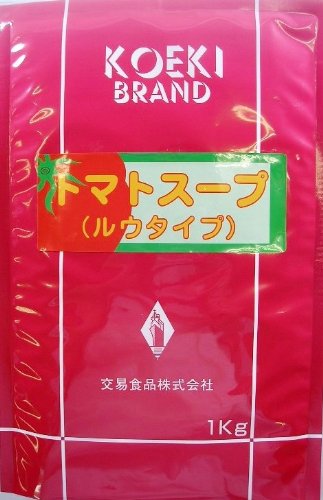 KOEKI
BRAND
トマトスープ
(ルウタイプ)
交易食品株式会社
1Kg